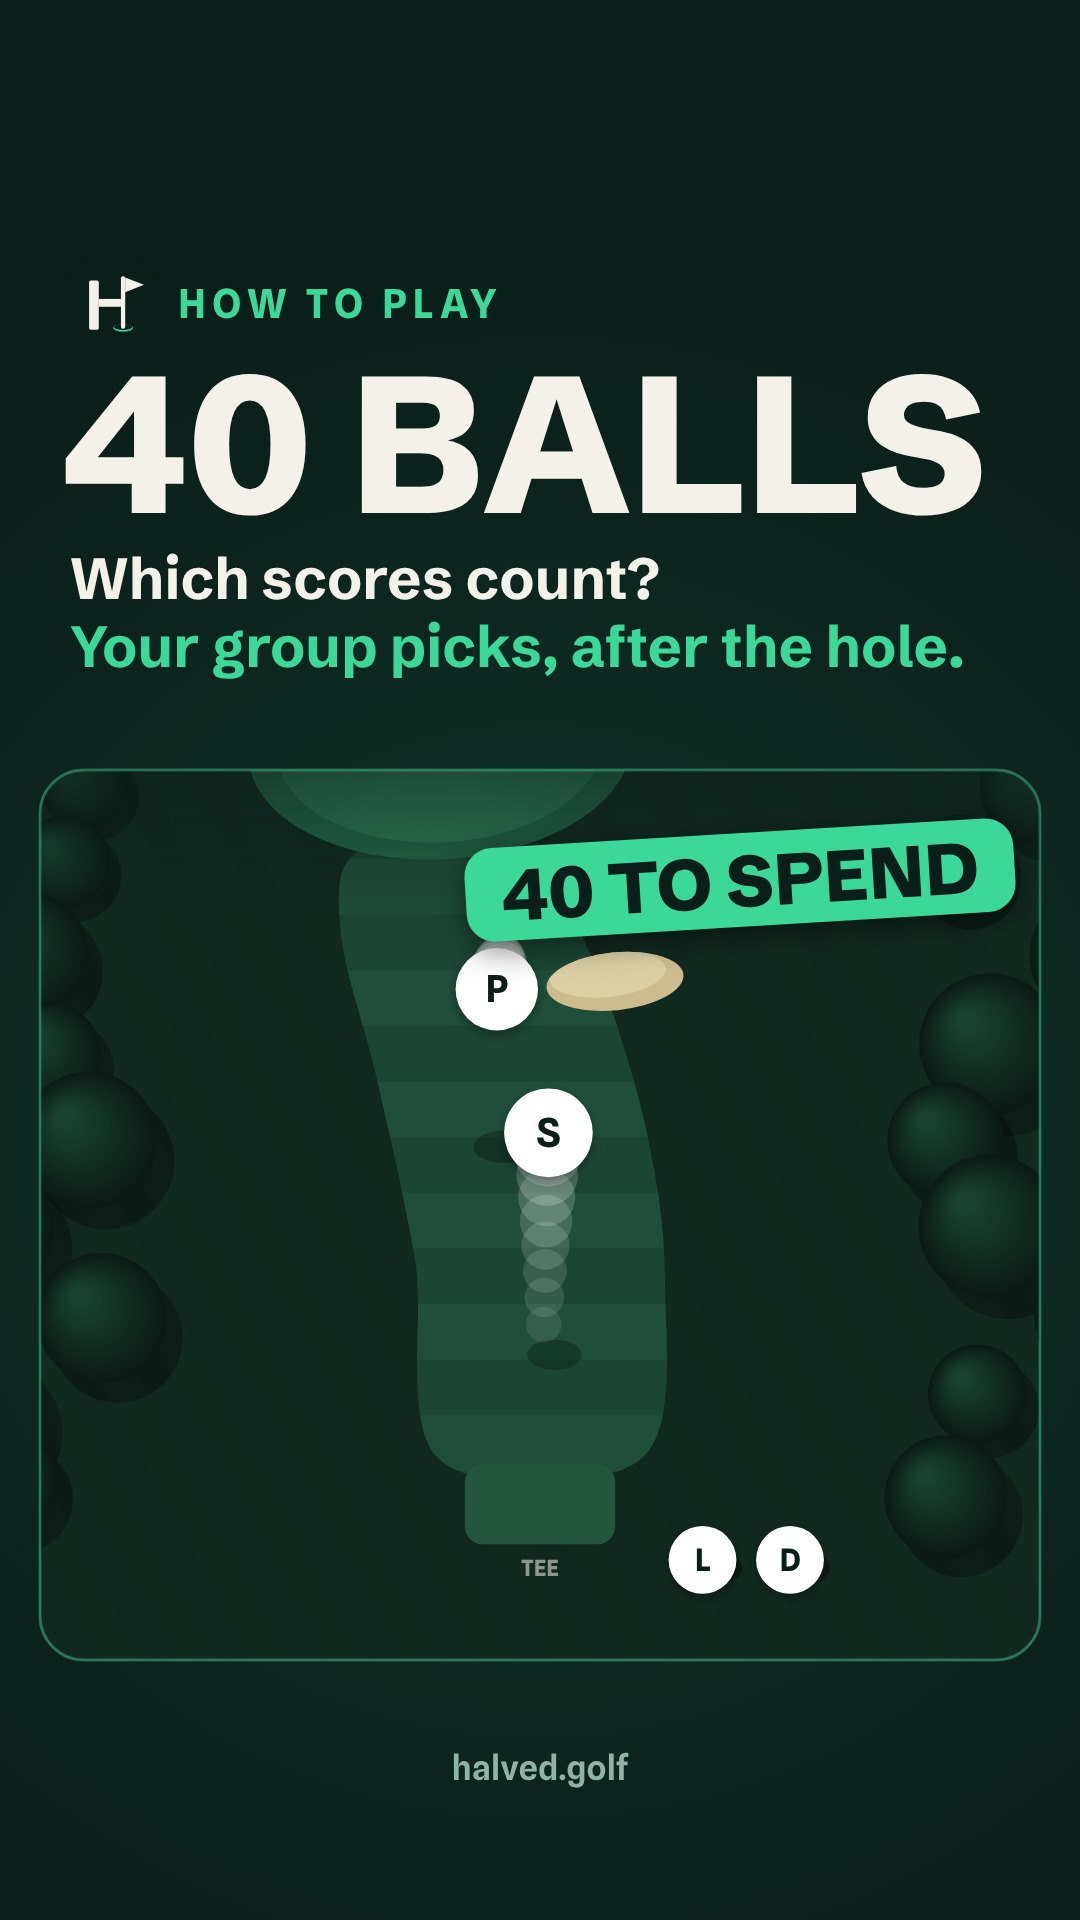 H HOW TO PLAY
40 BALLS
Which scores count?
Your group picks, after the hole.
40 TO SPEND
P
S
L D
TEE
halved.golf